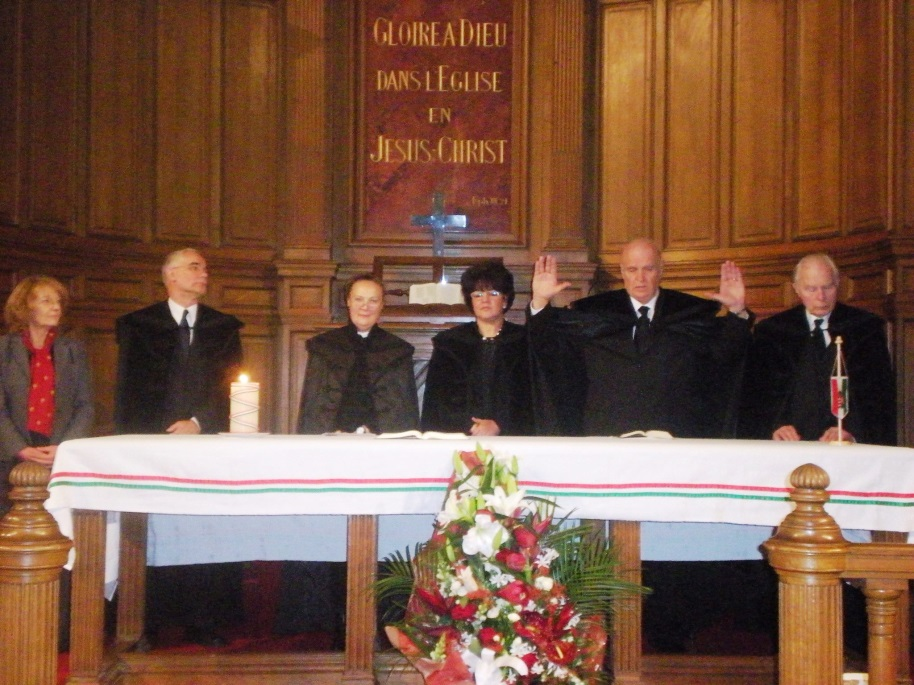 GLOIRE A DIEU
DANS L'EGLISE
EN
JESUS-CHRIST